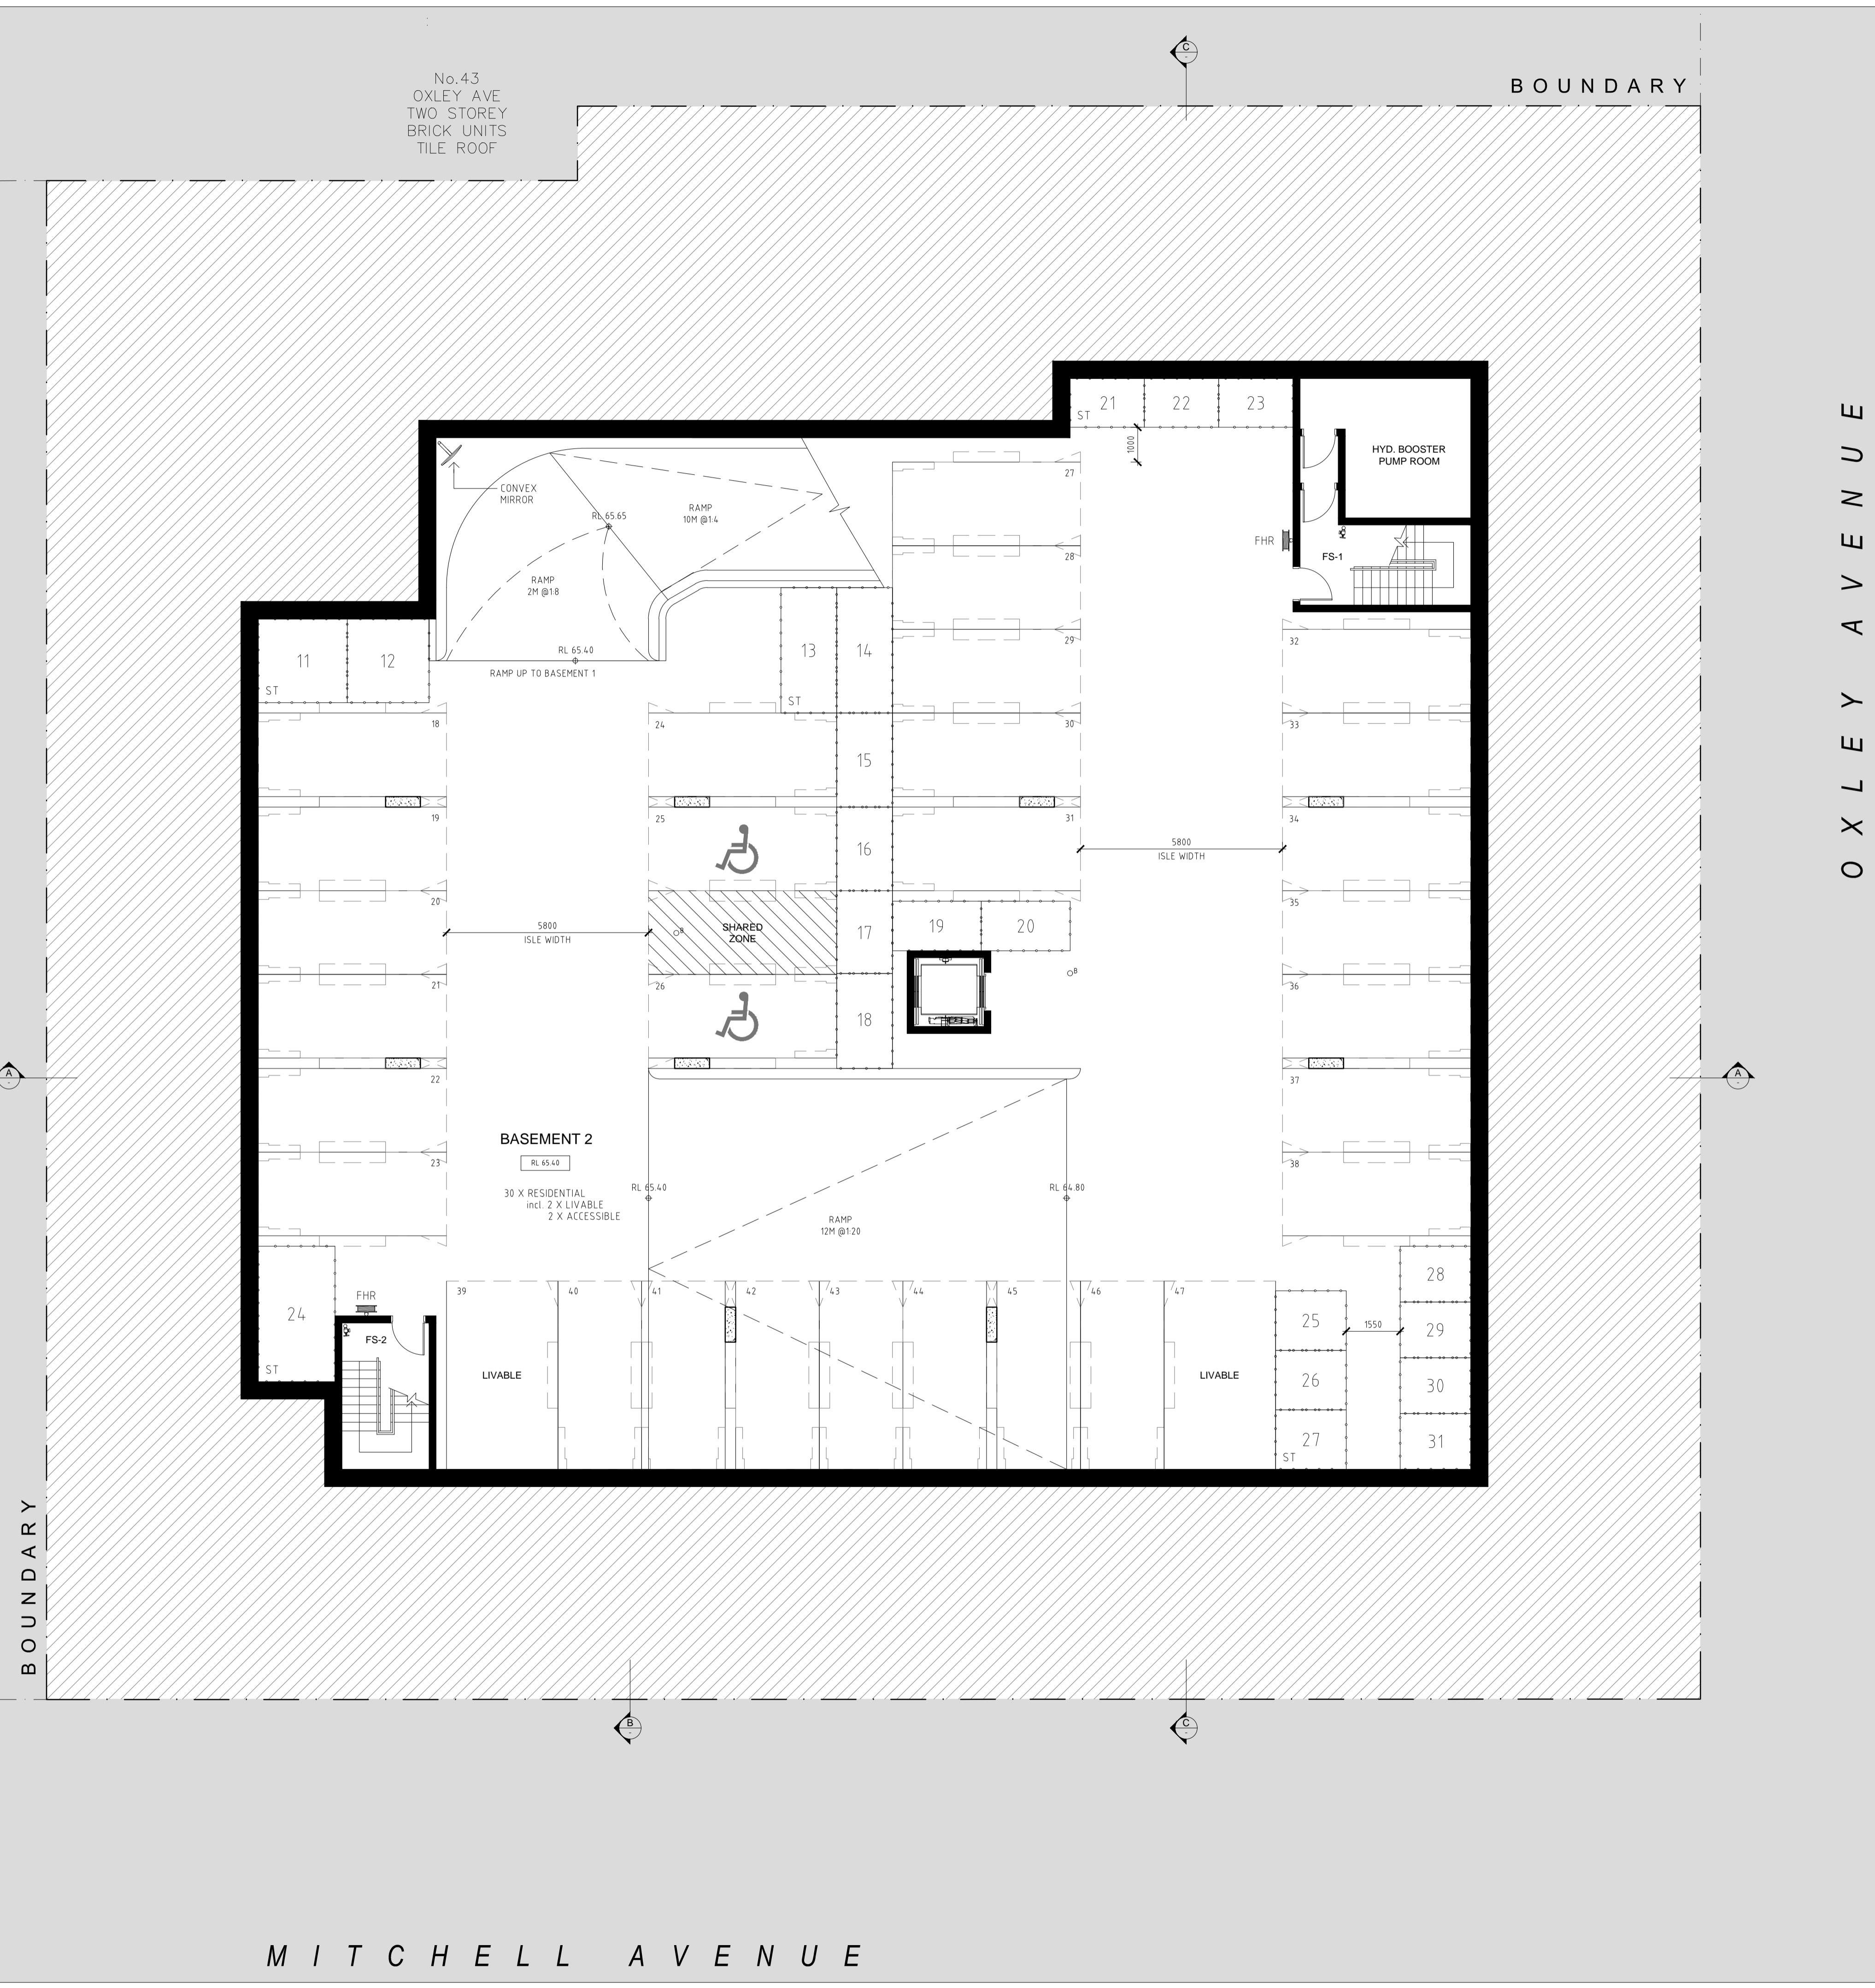 C
-
BOUNDARY
No.43
OXLEY AVE
TWO STOREY
BRICK UNITS
TILE ROOF
OXLEY AVENUE
21
22
23
ST
1000
HYD. BOOSTER
PUMP ROOM
CONVEX
MIRROR
RL 65.65
RAMP
10M @1:4
27
28
FHR
FS-1
RAMP
2M @1:8
29
32
RL 65.40
RAMP UP TO BASEMENT 1
11
12
ST
13
14
ST
18
24
30
33
15
19
25
31
34
16
5800
ISLE WIDTH
20
35
5800
ISLE WIDTH
B
SHARED
ZONE
17
19
20
B
21
26
36
18
A
-
22
37
A
-
BASEMENT 2
RL 65.40
30 X RESIDENTIAL
incl. 2 X LIVABLE
2 X ACCESSIBLE
23
38
RL 65.40
RL 64.80
RAMP
12M @1:20
24
ST
FHR
FS-2
39
40
41
42
43
44
45
46
47
LIVABLE
LIVABLE
25
26
27
ST
1550
28
29
30
31
BOUNDARY
B
-
C
-
MITCHELL AVENUE